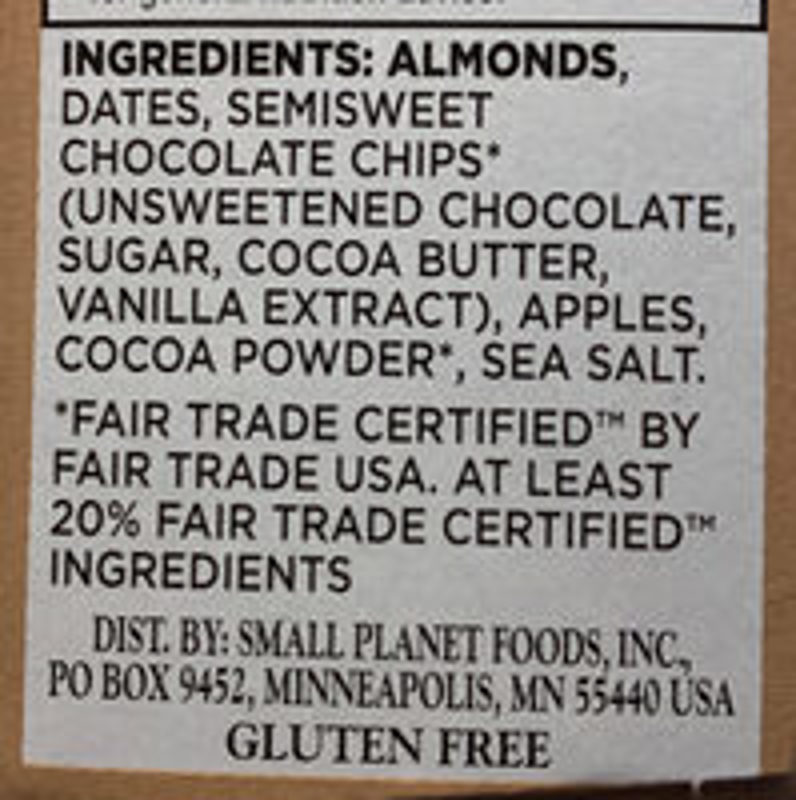 INGREDIENTS: ALMONDS,
DATES, SEMISWEET
CHOCOLATE CHIPS*
(UNSWEETENED CHOCOLATE,
SUGAR, COCOA BUTTER,
VANILLA EXTRACT), APPLES,
COCOA POWDER*, SEA SALT.
*FAIR TRADE CERTIFIED™ BY
FAIR TRADE USA. AT LEAST
20% FAIR TRADE CERTIFIED™
INGREDIENTS
DIST. BY: SMALL PLANET FOODS, INC.,
PO BOX 9452, MINNEAPOLIS, MN 55440 USA
GLUTEN FREE